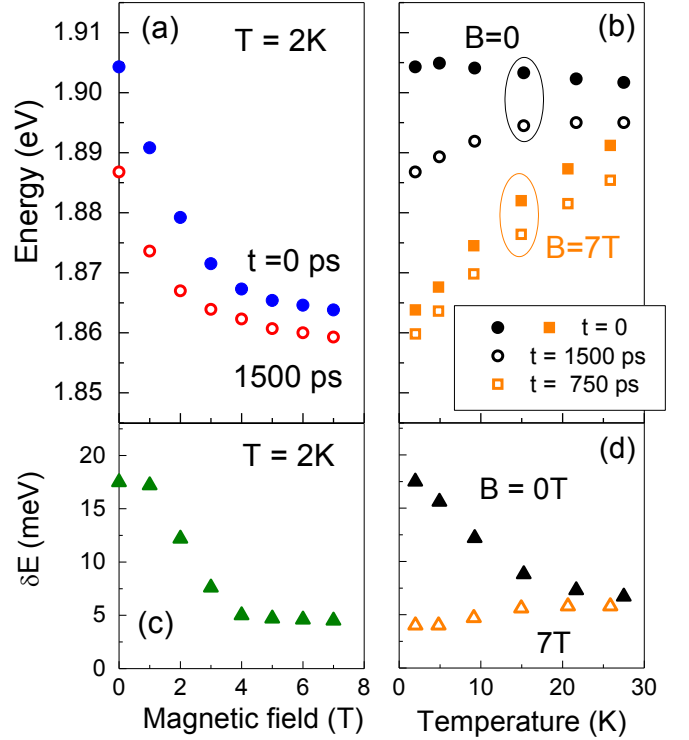 (a)
T = 2K
t =0 ps
1500 ps
Energy (eV)
1.91
1.90
1.89
1.88
1.87
1.86
1.85
(b)
B=0
B=7T
t = 0
t = 1500 ps
t = 750 ps
T = 2K
(c)
δE (meV)
20
15
10
5
0
0 2 4 6 8
Magnetic field (T)
(d)
B = 0T
7T
0 10 20 30
Temperature (K)